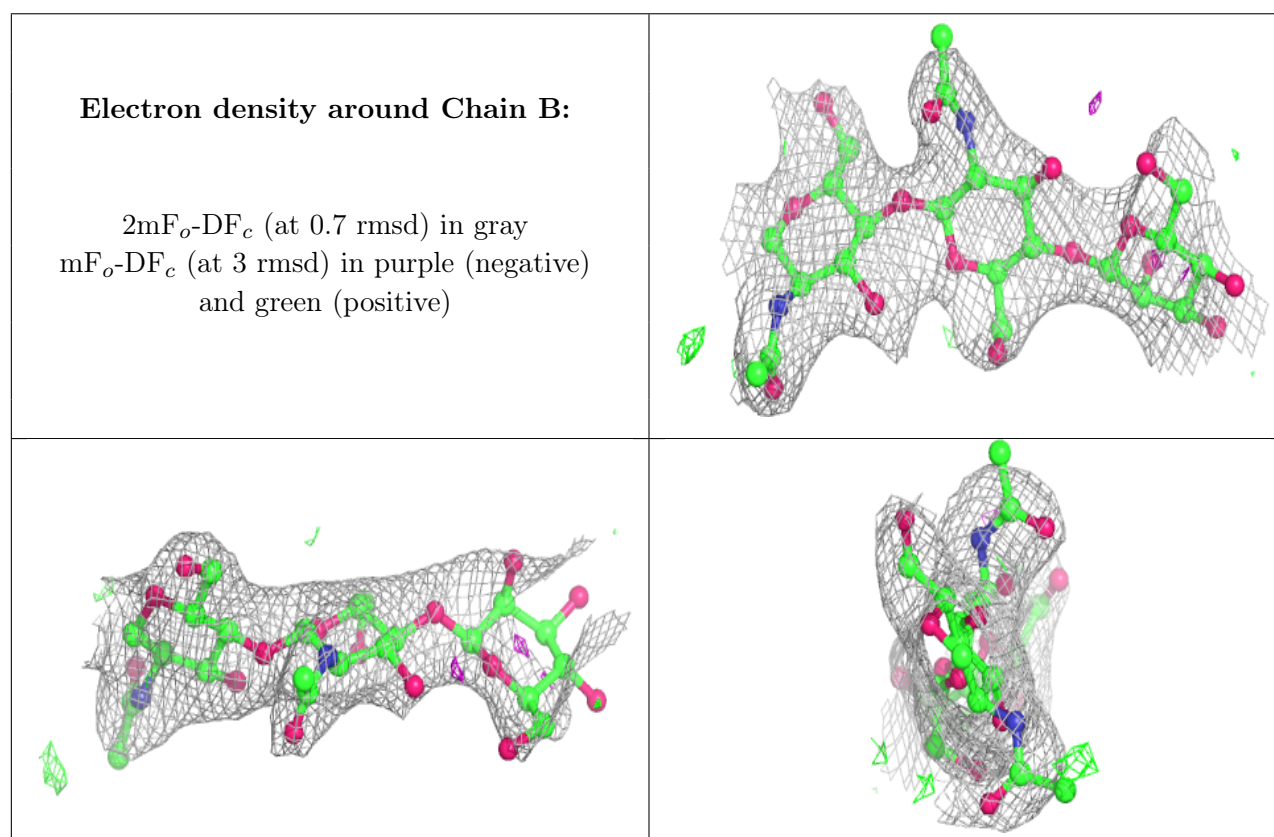 Electron density around Chain B:
2mFo-DFc (at 0.7 rmsd) in gray
mFo-DFc (at 3 rmsd) in purple (negative)
and green (positive)